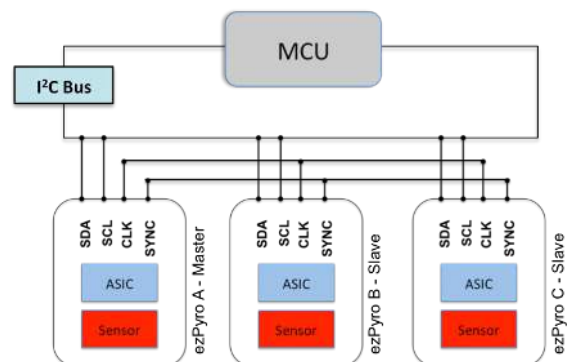 MCU
I²C Bus
SDA
SCL
CLK
SYNC
ASIC
Sensor
ezPyro A - Master
SDA
SCL
CLK
SYNC
ASIC
Sensor
ezPyro B - Slave
SDA
SCL
CLK
SYNC
ASIC
Sensor
ezPyro C - Slave